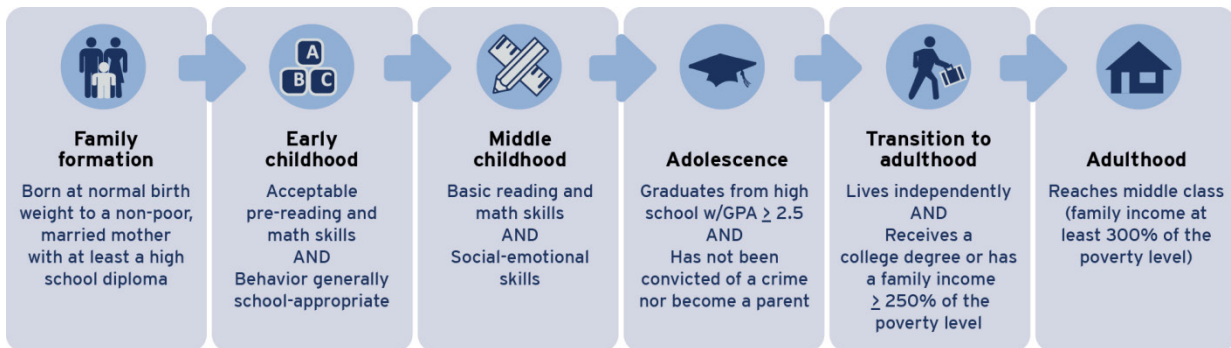 A
B C
Family
formation
Born at normal birth
weight to a non-poor,
married mother
with at least a high
school diploma
Early
childhood
Acceptable
pre-reading and
math skills
AND
Behavior generally
school-appropriate
Middle
childhood
Basic reading and
math skills
AND
Social-emotional
skills
Adolescence
Graduates from high
school w/GPA ≥ 2.5
AND
Has not been
convicted of a crime
nor become a parent
Transition to
adulthood
Lives independently
AND
Receives a
college degree or has
a family income
≥ 250% of the
poverty level
Adulthood
Reaches middle class
(family income at
least 300% of the
poverty level)